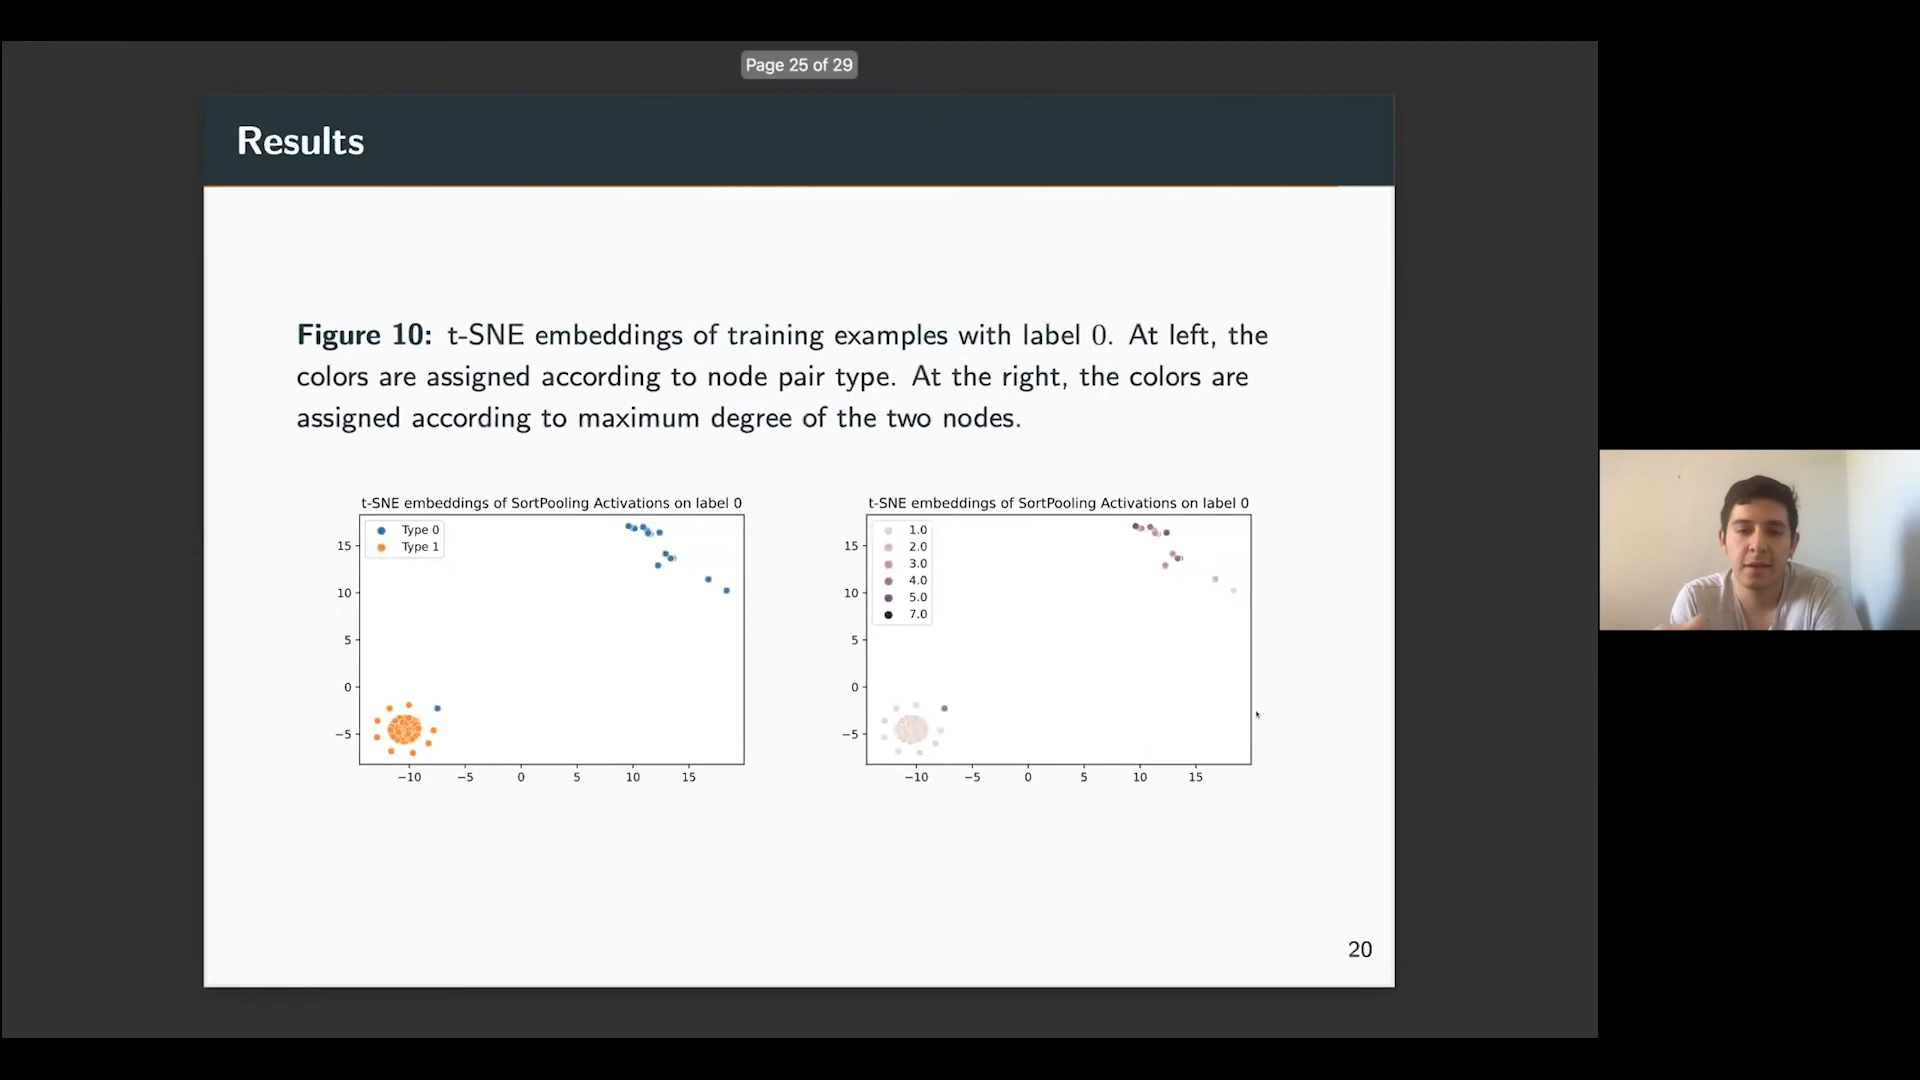 Page 25 of 29
Results
Figure 10: t-SNE embeddings of training examples with label 0. At left, the
colors are assigned according to node pair type. At the right, the colors are
assigned according to maximum degree of the two nodes.
t-SNE embeddings of SortPooling Activations on label 0
Type 0
Type 1
15
10
5
0
−5
−10 −5 0 5 10 15
t-SNE embeddings of SortPooling Activations on label 0
1.0
2.0
3.0
4.0
5.0
7.0
15
10
5
0
−5
−10 −5 0 5 10 15
20